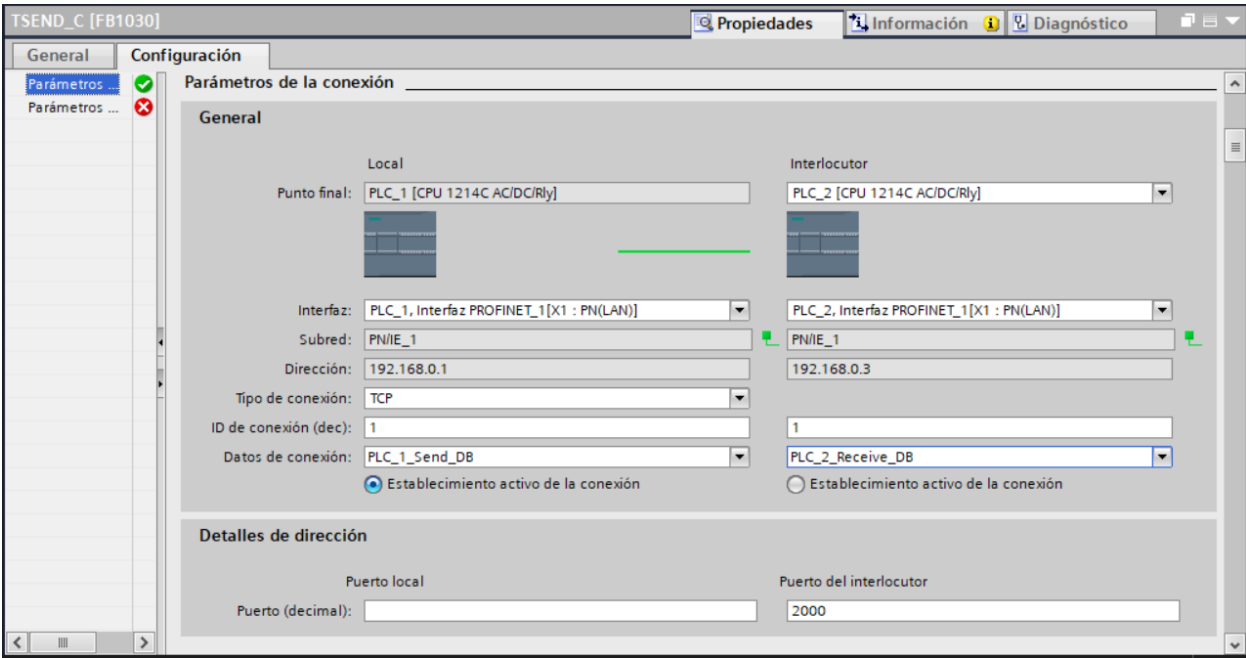 TSEND_C [FB1030]
Propiedades
Información
Diagnóstico
General
Configuración
Parámetros ...
Parámetros ...
Parámetros de la conexión
General
Local
Interlocutor
Punto final: PLC_1 [CPU 1214C AC/DC/Rly] PLC_2 [CPU 1214C AC/DC/Rly]
Interfaz: PLC_1, Interfaz PROFINET_1[X1 : PN(LAN)] PLC_2, Interfaz PROFINET_1[X1 : PN(LAN)]
Subred: PN/IE_1 PN/IE_1
Dirección: 192.168.0.1 192.168.0.3
Tipo de conexión: TCP
ID de conexión (dec): 1 1
Datos de conexión: PLC_1_Send_DB PLC_2_Receive_DB
Establecimiento activo de la conexión Establecimiento activo de la conexión
Detalles de dirección
Puerto local Puerto del interlocutor
Puerto (decimal): 2000